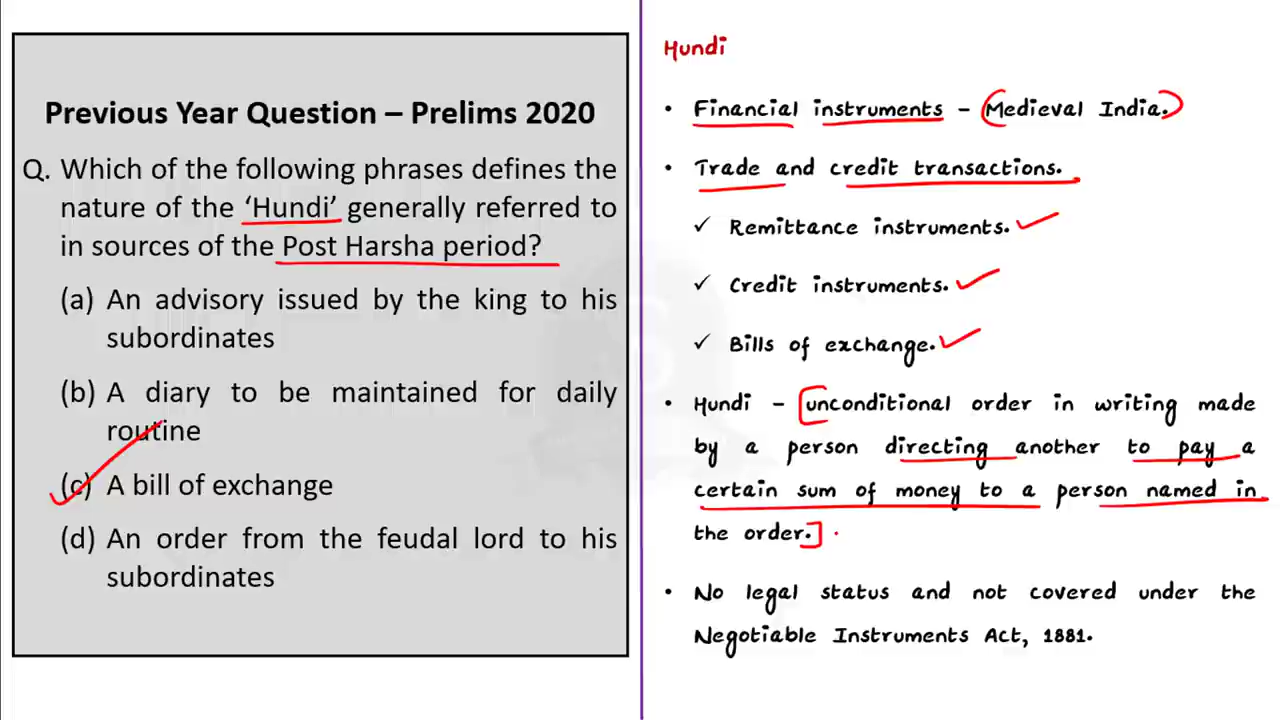 Previous Year Question – Prelims 2020
Q. Which of the following phrases defines the
nature of the ‘Hundi’ generally referred to
in sources of the Post Harsha period?
(a) An advisory issued by the king to his
subordinates
(b) A diary to be maintained for daily
routine
(c) A bill of exchange
(d) An order from the feudal lord to his
subordinates
Hundi
• Financial instruments – Medieval India.
• Trade and credit transactions.
✓ Remittance instruments.
✓ Credit instruments.
✓ Bills of exchange.
• Hundi – unconditional order in writing made
by a person directing another to pay a
certain sum of money to a person named in
the order.
• No legal status and not covered under the
Negotiable Instruments Act, 1881.